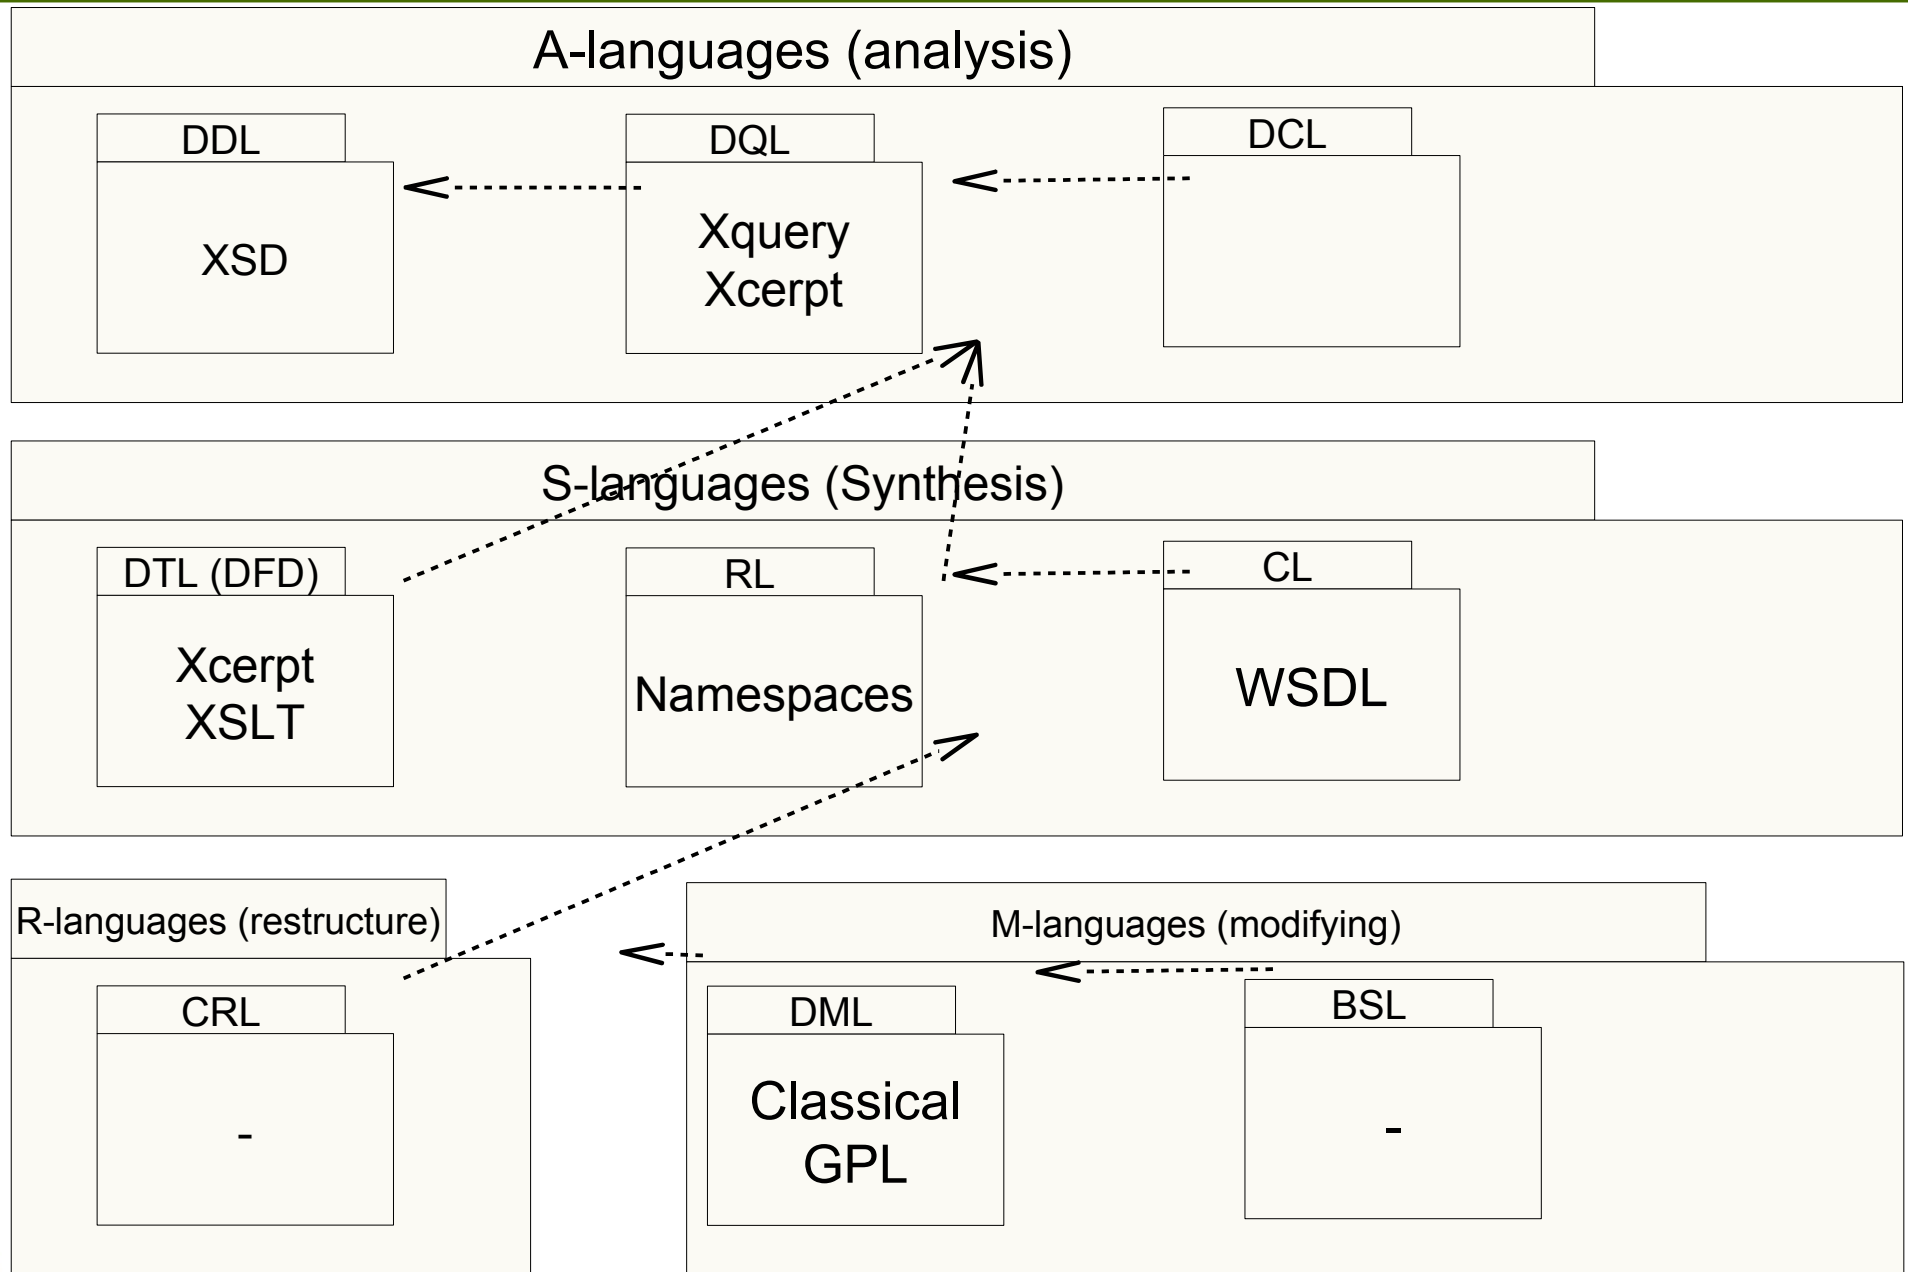 A-languages (analysis)
DDL
XSD
DQL
Xquery
Xcerpt
DCL
S-languages (Synthesis)
DTL (DFD)
Xcerpt
XSLT
RL
Namespaces
CL
WSDL
R-languages (restructure)
CRL
-
M-languages (modifying)
DML
Classical
GPL
BSL
-